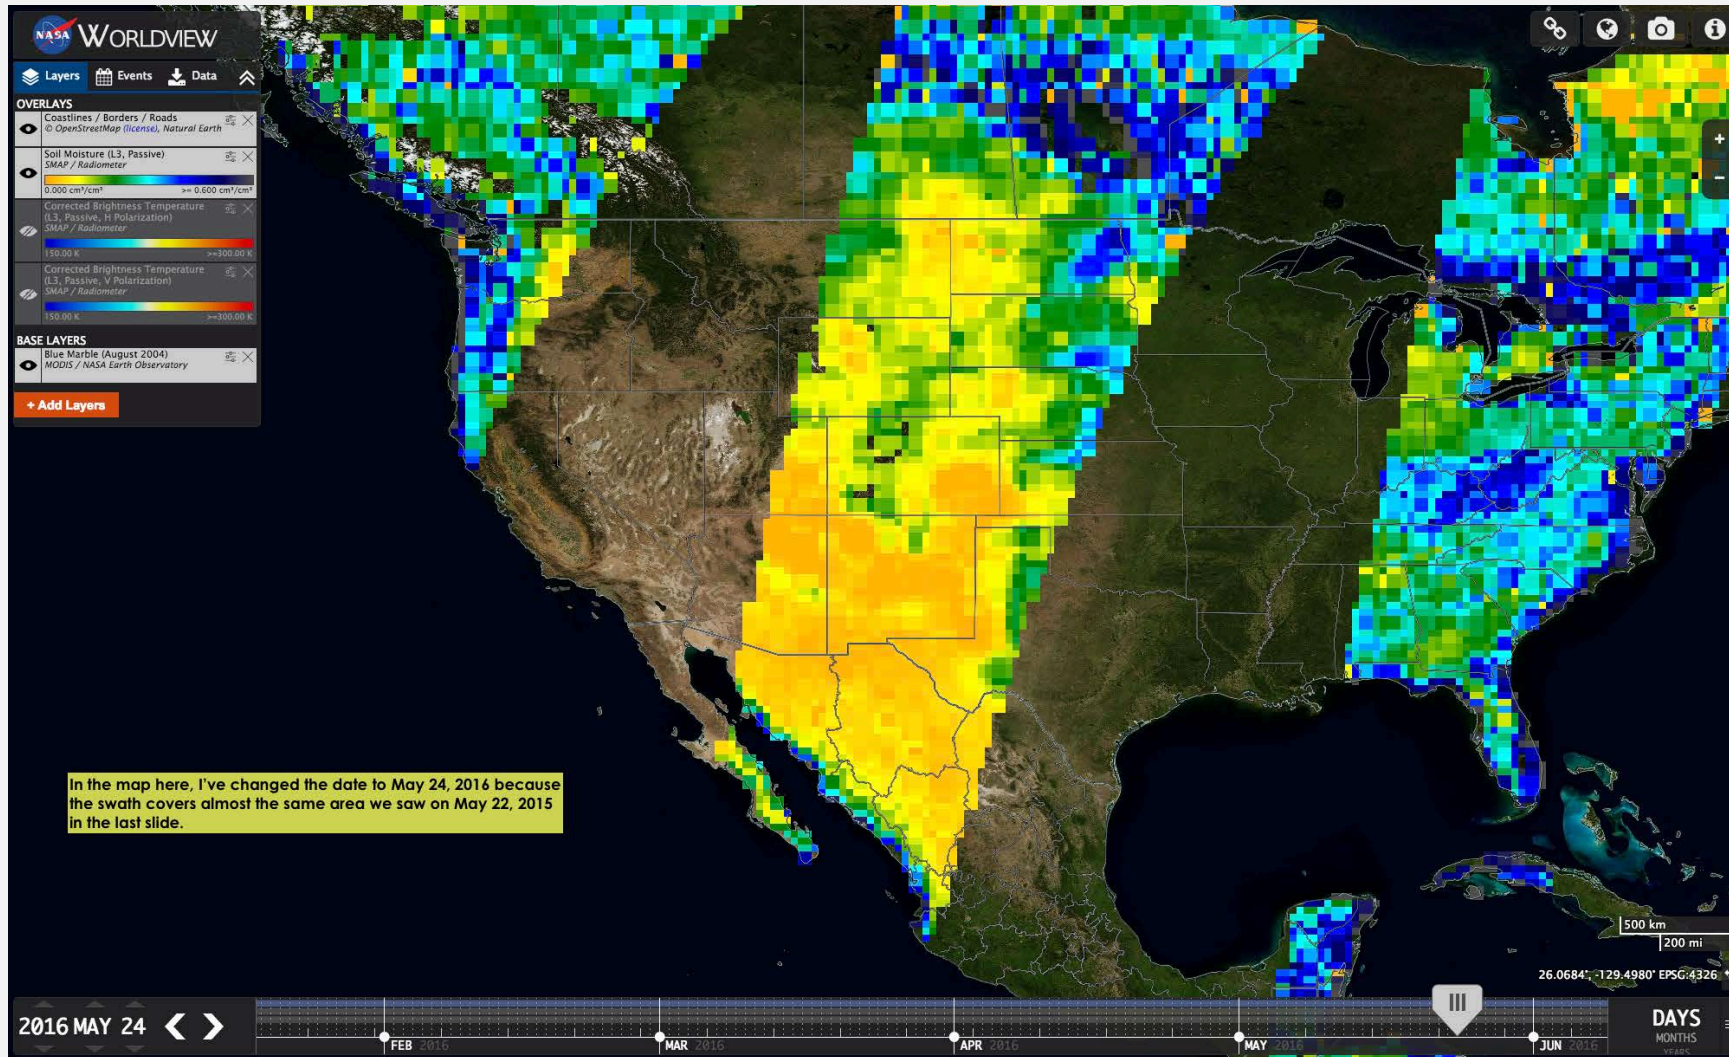 NASA WORLDVIEW
Layers Events Data
OVERLAYS
Coastlines / Borders / Roads
© OpenStreetMap (license), Natural Earth
Soil Moisture (L3, Passive)
SMAP / Radiometer
0.000 cm³/cm³ >= 0.600 cm³/cm³
Corrected Brightness Temperature
(L3, Passive, H Polarization)
SMAP / Radiometer
150.00 K >=300.00 K
Corrected Brightness Temperature
(L3, Passive, V Polarization)
SMAP / Radiometer
150.00 K >=300.00 K
BASE LAYERS
Blue Marble (August 2004)
MODIS / NASA Earth Observatory
+ Add Layers
In the map here, I've changed the date to May 24, 2016 because
the swath covers almost the same area we saw on May 22, 2015
in the last slide.
500 km
200 mi
26.0684°, -129.4980° EPSG:4326
2016 MAY 24
FEB 2016 MAR 2016 APR 2016 MAY 2016 JUN 2016
DAYS
MONTHS
YEARS